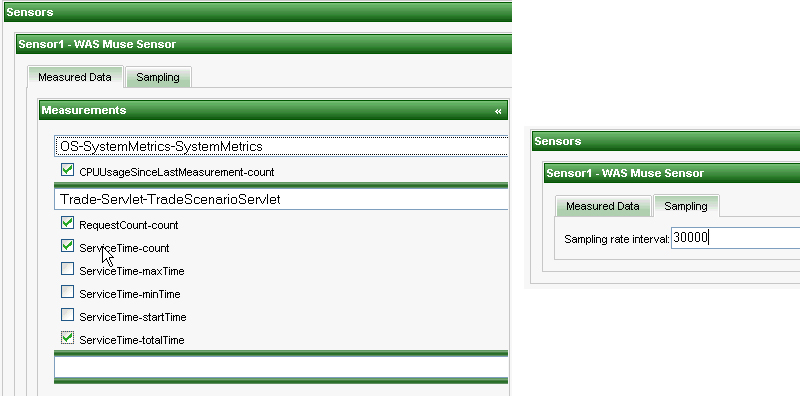 Sensors
Sensor1 - WAS Muse Sensor
Measured Data Sampling
Measurements «
OS-SystemMetrics-SystemMetrics
CPUUsageSinceLastMeasurement-count
Trade-Servlet-TradeScenarioServlet
RequestCount-count
ServiceTime-count
ServiceTime-maxTime
ServiceTime-minTime
ServiceTime-startTime
ServiceTime-totalTime
Sensors
Sensor1 - WAS Muse Sensor
Measured Data Sampling
Sampling rate interval: 30000